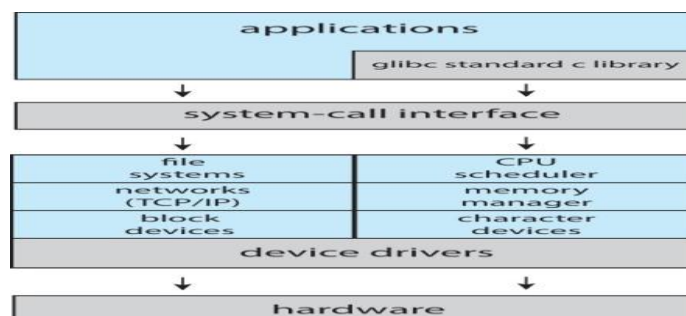 applications
glibc standard c library
system-call interface
file
systems
CPU
scheduler
networks
(TCP/IP)
memory
manager
block
devices
character
devices
device drivers
hardware